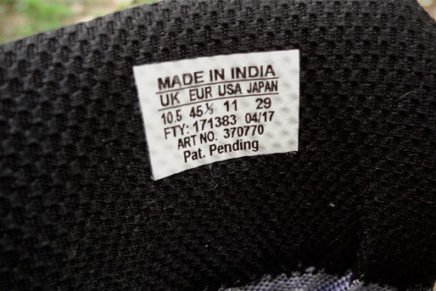 MADE IN INDIA
UK EUR USA JAPAN
10.5 45½ 11 29
FTY: 171383 04/17
ART NO. 370770
Pat. Pending